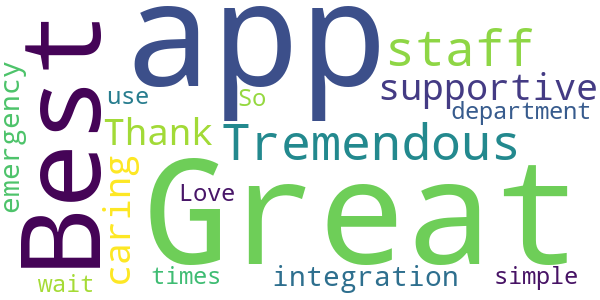 app
staff
Best
emergency
use
So
supportive
department
Thank
Tremendous
caring
Love
Great
wait
times
integration
simple